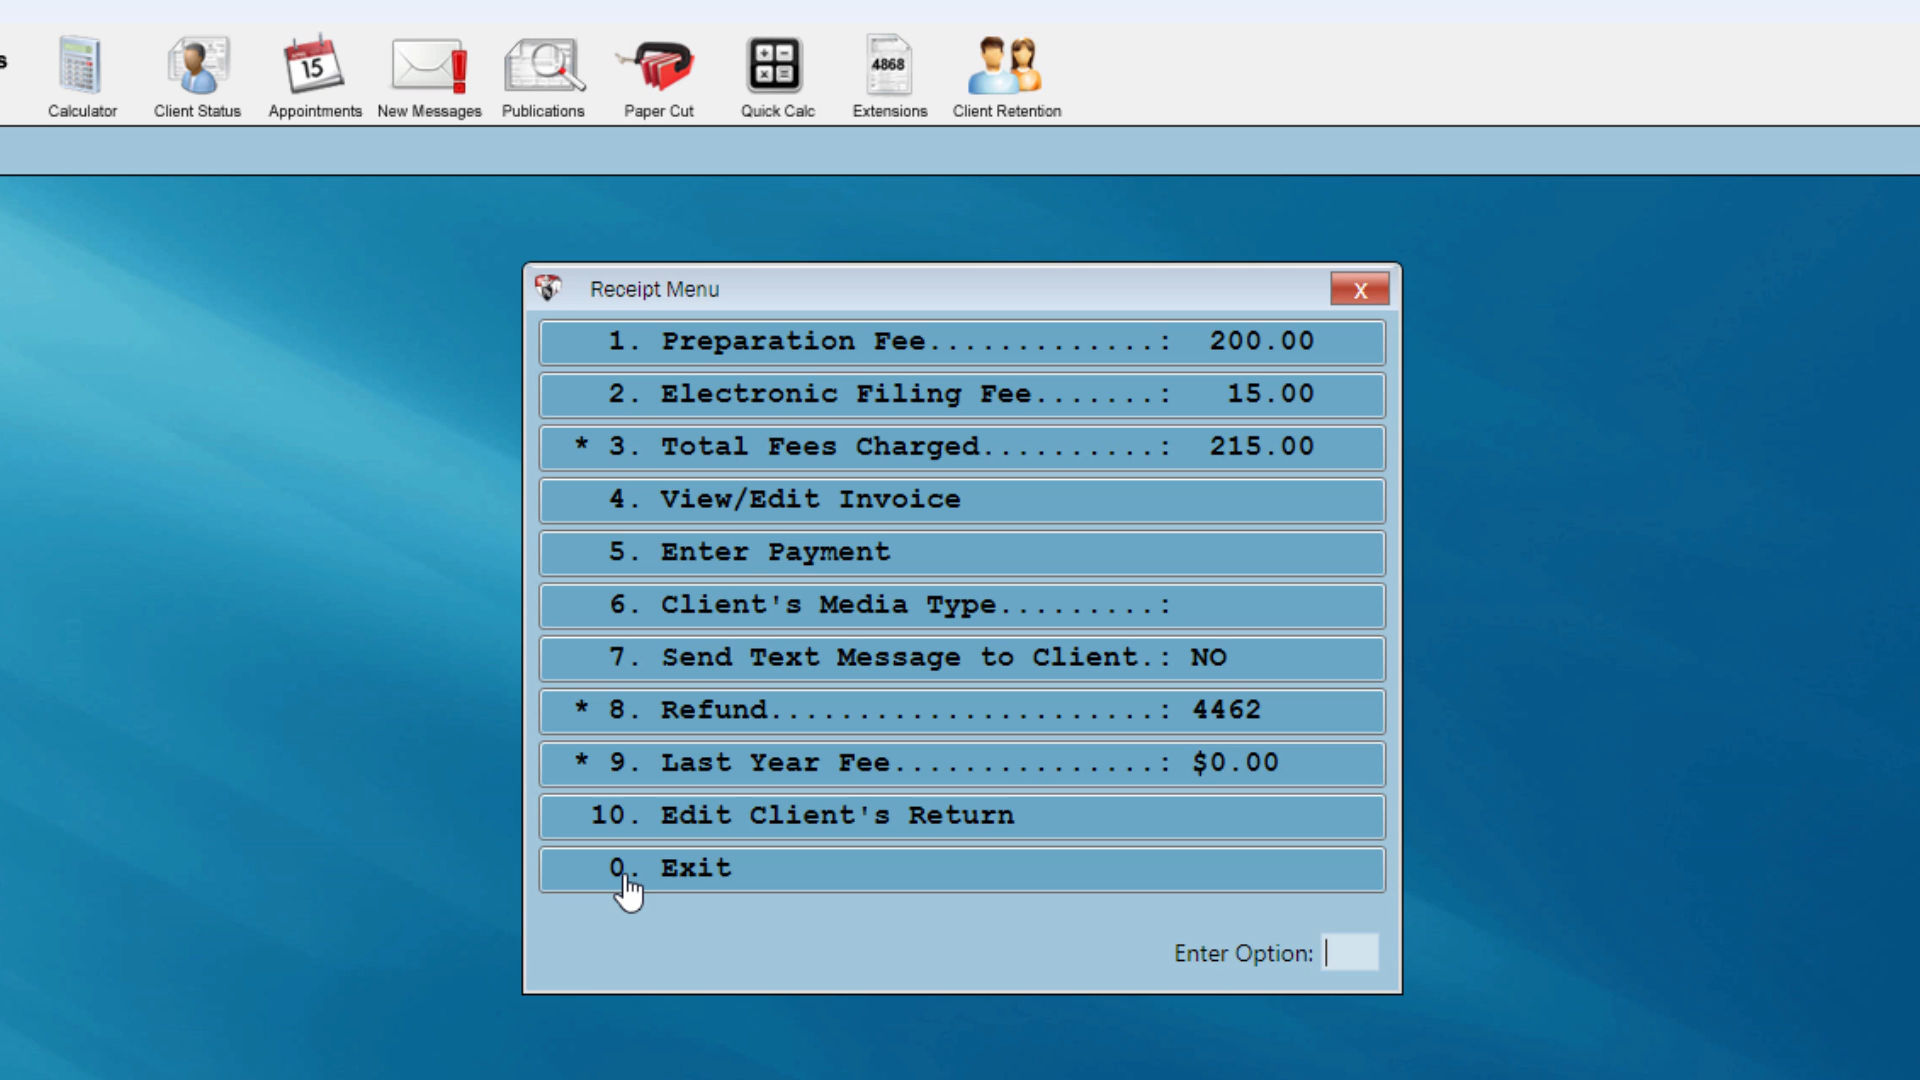 s
15
4868
Calculator Client Status Appointments New Messages Publications Paper Cut Quick Calc Extensions Client Retention
Receipt Menu X
1. Preparation Fee.............: 200.00
2. Electronic Filing Fee.......: 15.00
* 3. Total Fees Charged..........: 215.00
4. View/Edit Invoice
5. Enter Payment
6. Client's Media Type.........:
7. Send Text Message to Client.: NO
* 8. Refund......................: 4462
* 9. Last Year Fee...............: $0.00
10. Edit Client's Return
0. Exit
Enter Option: